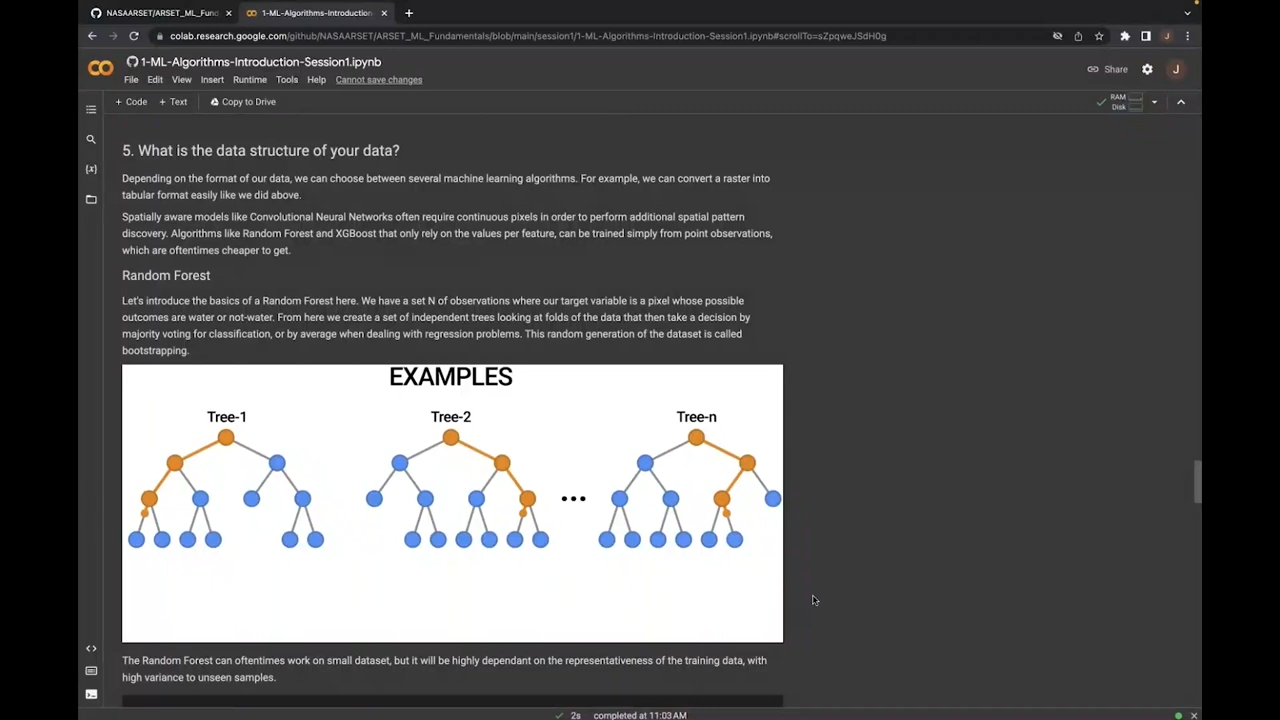 NASAARSET/ARSET_ML_Fund
1-ML-Algorithms-Introduction
colab.research.google.com/github/NASAARSET/ARSET_ML_Fundamentals/blob/main/session1/1-ML-Algorithms-Introduction-Session1.ipynb#scrollTo=sZpqweJSdH0g
J
1-ML-Algorithms-Introduction-Session1.ipynb
File Edit View Insert Runtime Tools Help Cannot save changes
Share
J
+ Code + Text Copy to Drive
RAM
Disk
5. What is the data structure of your data?
Depending on the format of our data, we can choose between several machine learning algorithms. For example, we can convert a raster into
tabular format easily like we did above.
Spatially aware models like Convolutional Neural Networks often require continuous pixels in order to perform additional spatial pattern
discovery. Algorithms like Random Forest and XGBoost that only rely on the values per feature, can be trained simply from point observations,
which are oftentimes cheaper to get.
Random Forest
Let's introduce the basics of a Random Forest here. We have a set N of observations where our target variable is a pixel whose possible
outcomes are water or not-water. From here we create a set of independent trees looking at folds of the data that then take a decision by
majority voting for classification, or by average when dealing with regression problems. This random generation of the dataset is called
bootstrapping.
EXAMPLES
Tree-1 Tree-2 Tree-n
The Random Forest can oftentimes work on small dataset, but it will be highly dependant on the representativeness of the training data, with
high variance to unseen samples.
2s completed at 11:03 AM